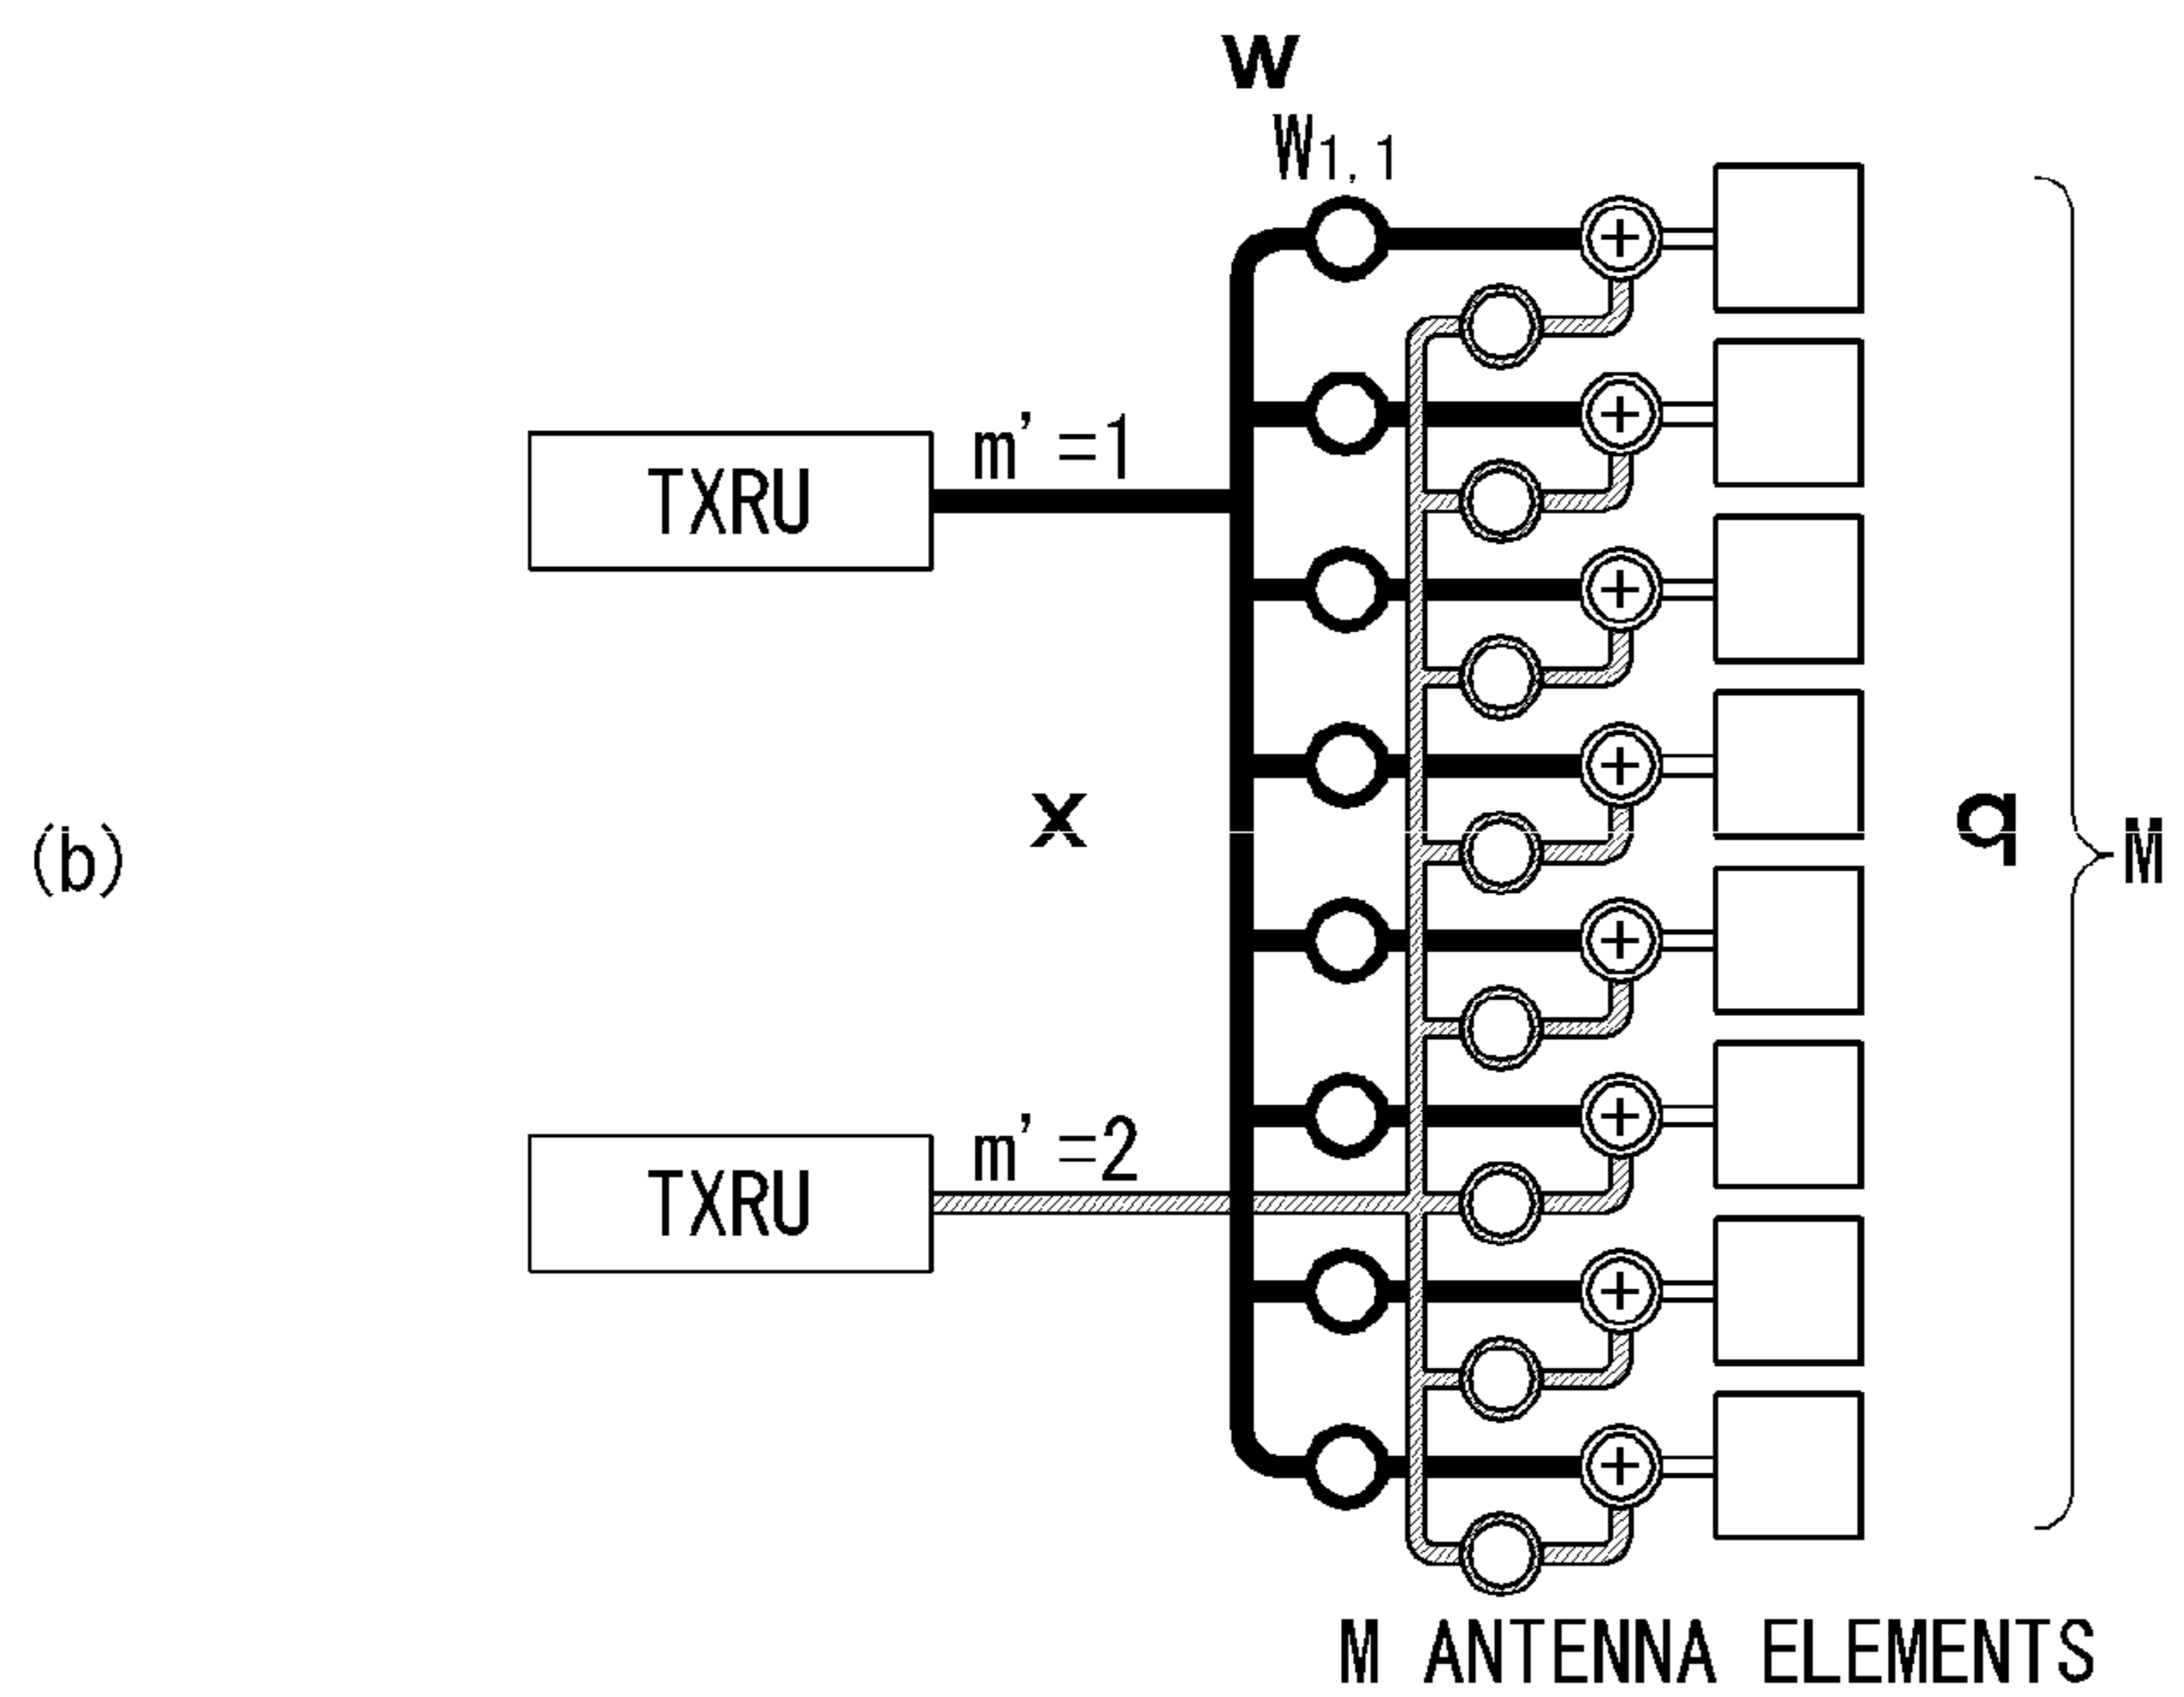 w
W1,1
m'=1
TXRU
x
q
M
(b)
m'=2
TXRU
M ANTENNA ELEMENTS